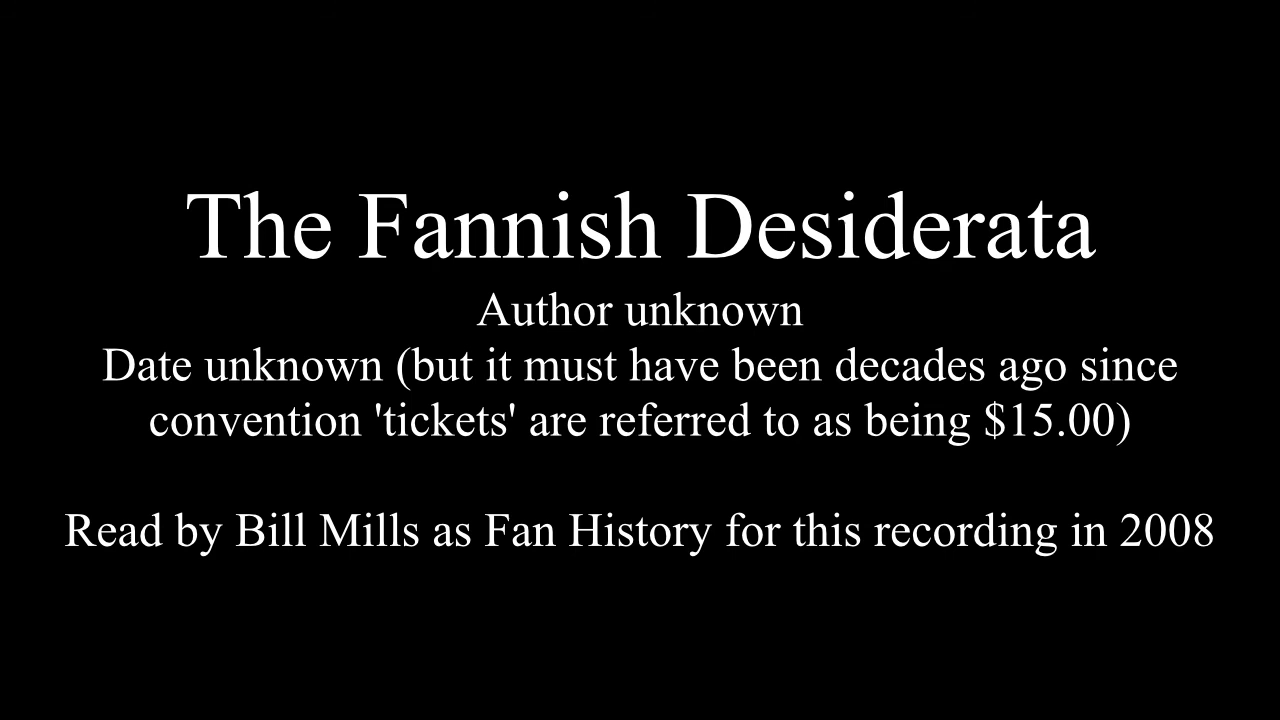 The Fannish Desiderata
Author unknown
Date unknown (but it must have been decades ago since
convention 'tickets' are referred to as being $15.00)
Read by Bill Mills as Fan History for this recording in 2008